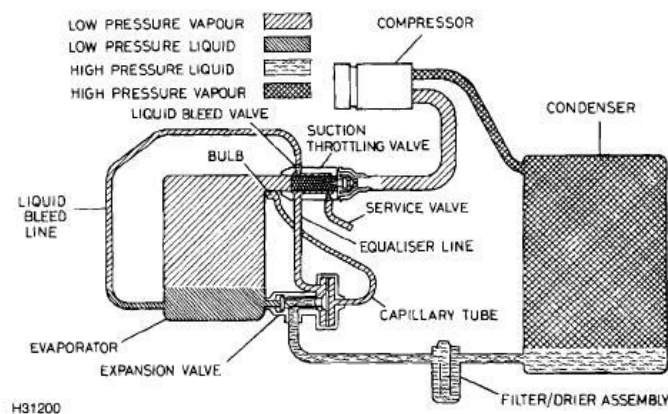 LOW PRESSURE VAPOUR
LOW PRESSURE LIQUID
HIGH PRESSURE LIQUID
HIGH PRESSURE VAPOUR
COMPRESSOR
LIQUID BLEED VALVE
SUCTION
THROTTLING VALVE
CONDENSER
BULB
LIQUID
BLEED
LINE
SERVICE VALVE
EQUALISER LINE
CAPILLARY TUBE
EVAPORATOR
EXPANSION VALVE
FILTER/DRIER ASSEMBLY
H31200